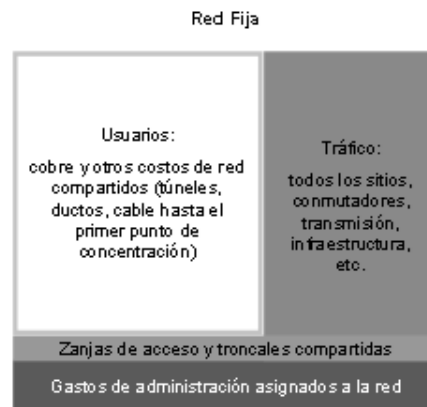 Red Fija
Usuarios:
cobre y otros costos de red
compartidos (túneles,
ductos, cable hasta el
primer punto de
concentración)
Tráfico:
todos los sitios,
conmutadores,
transmisión,
infraestructura,
etc.
Zanjas de acceso y troncales compartidas
Gastos de administración asignados a la red